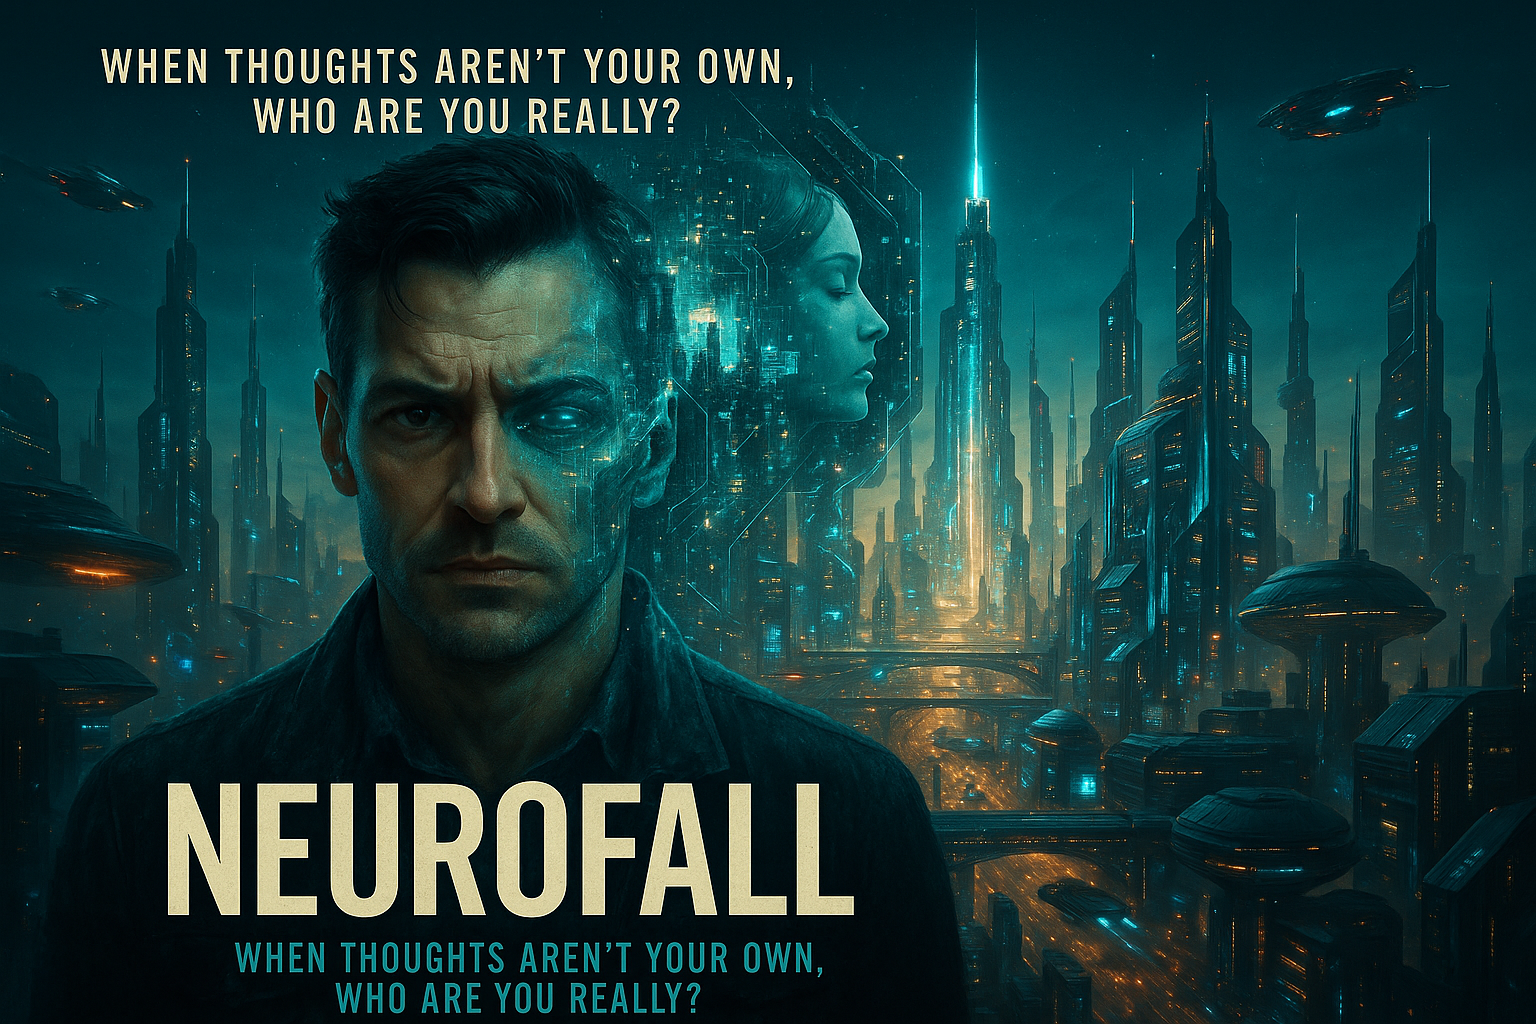 WHEN THOUGHTS AREN'T YOUR OWN,
WHO ARE YOU REALLY?
NEUROFALL
WHEN THOUGHTS AREN'T YOUR OWN,
WHO ARE YOU REALLY?